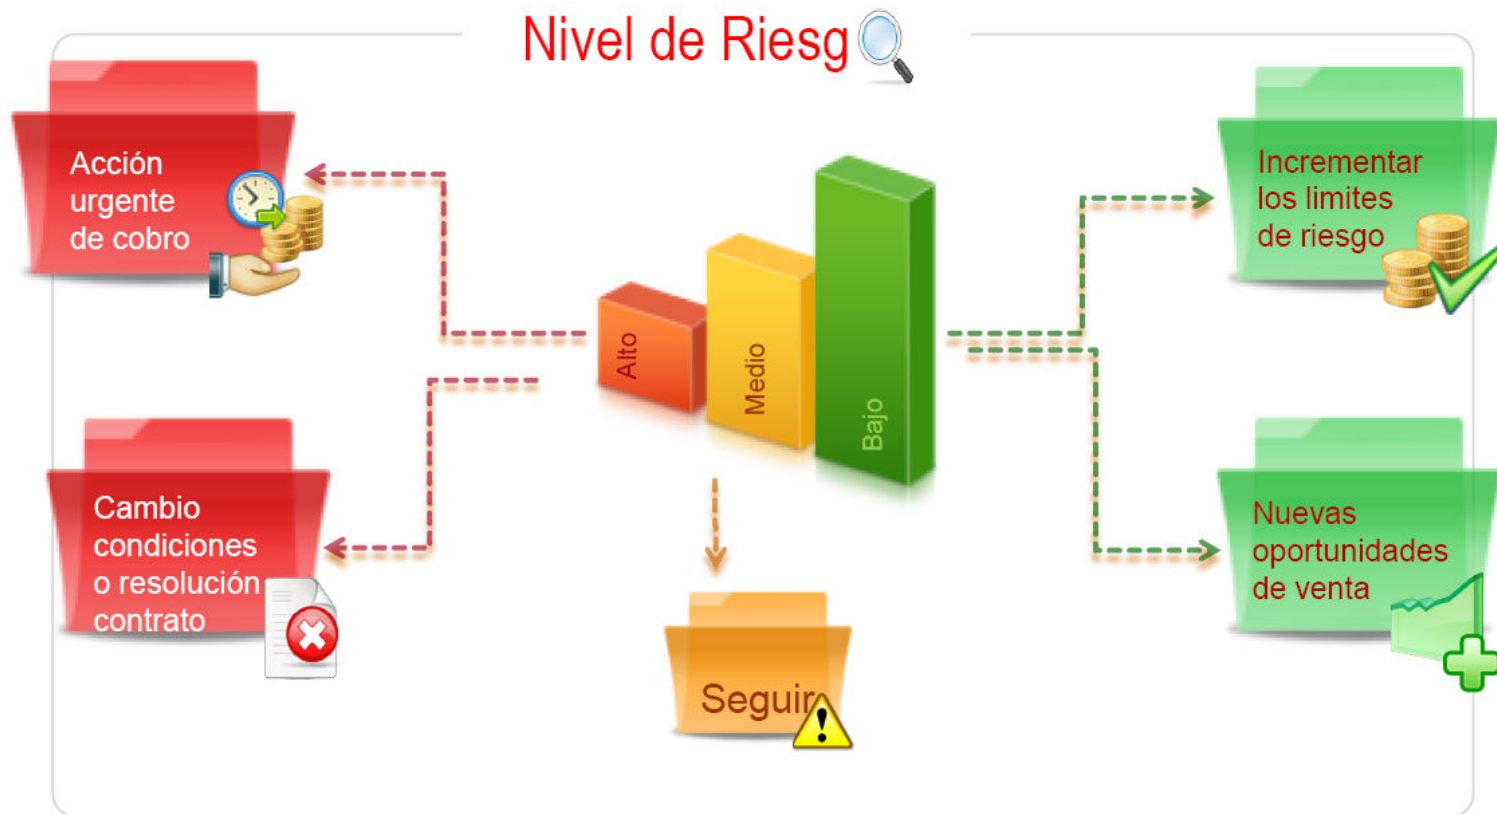 Nivel de Riesg
Acción
urgente
de cobro
Incrementar
los limites
de riesgo
Alto
Medio
Bajo
Cambio
condiciones
o resolución
contrato
Nuevas
oportunidades
de venta
Seguir